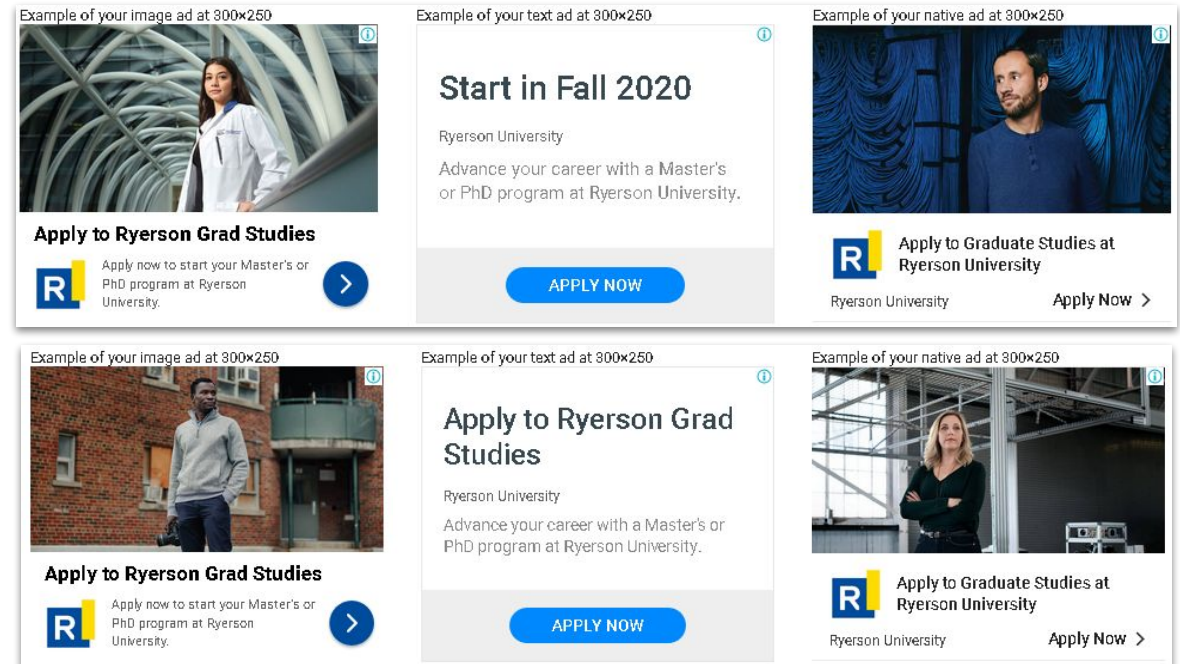 Example of your image ad at 300×250
Apply to Ryerson Grad Studies
R
Apply now to start your Master's or
PhD program at Ryerson
University.
Example of your text ad at 300×250
Start in Fall 2020
Ryerson University
Advance your career with a Master's
or PhD program at Ryerson University.
APPLY NOW
Example of your native ad at 300×250
R
Apply to Graduate Studies at
Ryerson University
Ryerson University
Apply Now
Example of your image ad at 300×250
Apply to Ryerson Grad Studies
R
Apply now to start your Master's or
PhD program at Ryerson
University.
Example of your text ad at 300×250
Apply to Ryerson Grad
Studies
Ryerson University
Advance your career with a Master's or
PhD program at Ryerson University.
APPLY NOW
Example of your native ad at 300×250
R
Apply to Graduate Studies at
Ryerson University
Ryerson University
Apply Now